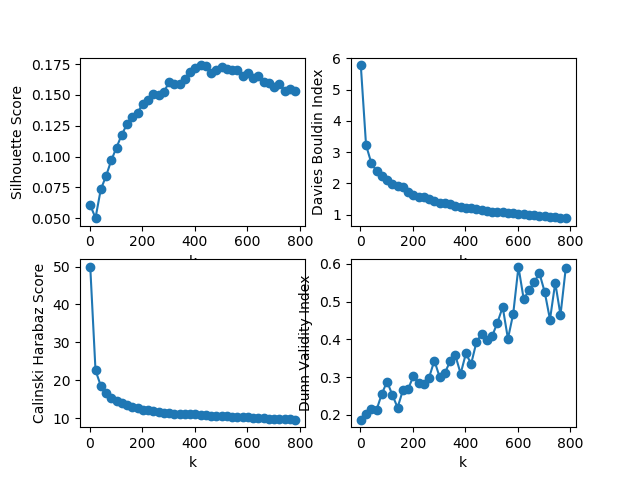 Silhouette Score
0.175
0.150
0.125
0.100
0.075
0.050
0 200 400 600 800
Davies Bouldin Index
6
5
4
3
2
1
0 200 400 600 800
Calinski Harabaz Score
50
40
30
20
10
0 200 400 600 800
k
Dunn Validity Index
0.6
0.5
0.4
0.3
0.2
0 200 400 600 800
k